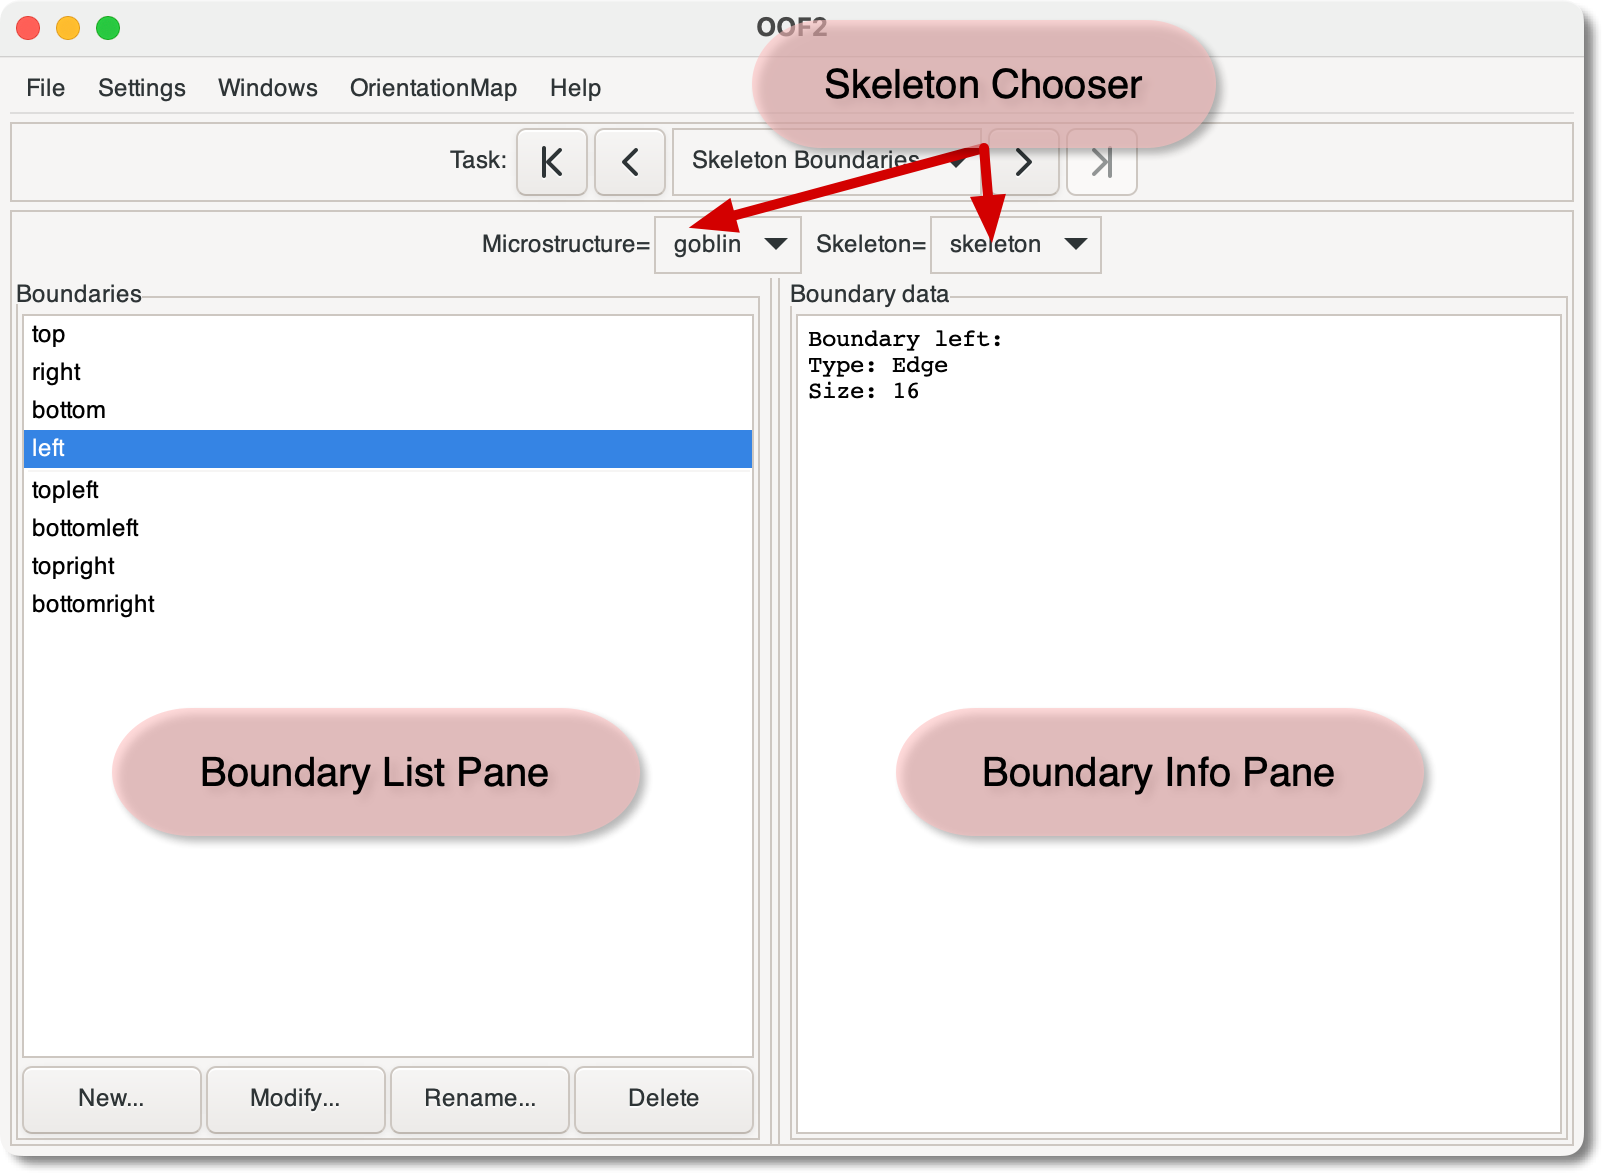 OOF2
Skeleton Chooser
File Settings Windows OrientationMap Help
Task: Skeleton Boundaries
Microstructure= goblin Skeleton= skeleton
Boundaries
top
right
bottom
left
topleft
bottomleft
topright
bottomright
Boundary List Pane
New... Modify... Rename... Delete
Boundary data
Boundary left:
Type: Edge
Size: 16
Boundary Info Pane